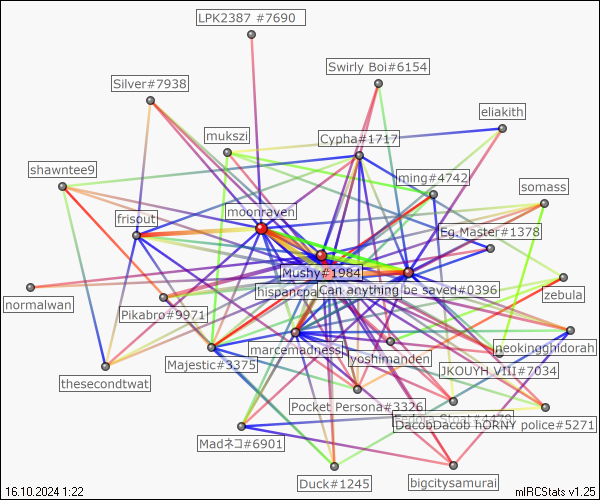 LPK2387 #7690
Swirly Boi#6154
Silver#7938
eliakith
mukszi
Cypha#1717
shawntee9
ming#4742
somass
moonraven
frisout
Eg.Master#1378
Mushy#1984
hispancpa
Can anything be saved#0396
zebula
normalwan
Pikabro#9971
marcemadness
yoshimanden
neokingghidorah
Majestic#3375
JKOUYH VIII#7034
thesecondtwat
Pocket Persona#3326
DacobDacob hORNY police#5271
Madネコ#6901
Duck#1245
bigcitysamurai
16.10.2024 1:22
mIRCStats v1.25